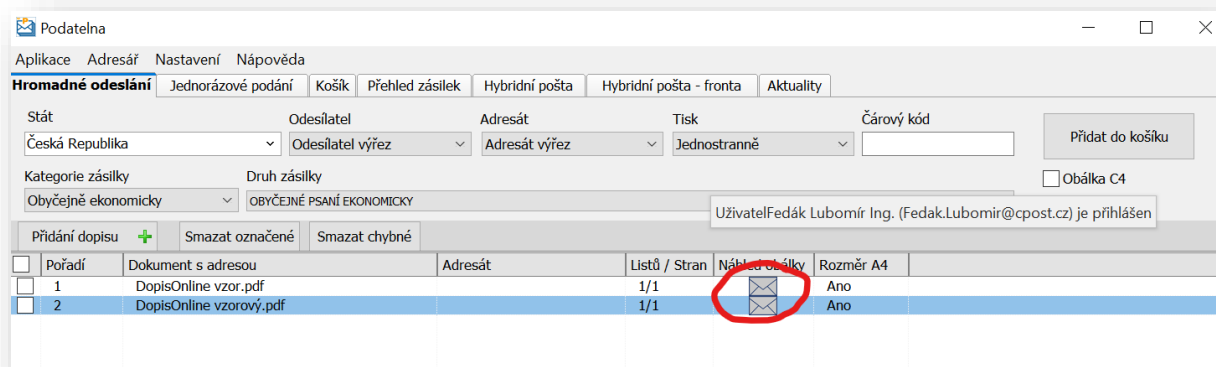 Podatelna
Aplikace Adresář Nastavení Nápověda
Hromadné odeslání Jednorázové podání Košík Přehled zásilek Hybridní pošta Hybridní pošta - fronta Aktuality
Stát Odesílatel Adresát Tisk Čárový kód
Česká Republika Odesílatel výřez Adresát výřez Jednostranně Přidat do košíku
Kategorie zásilky Druh zásilky Obálka C4
Obyčejně ekonomicky OBYČEJNÉ PSANÍ EKONOMICKY
UživatelFedák Lubomír Ing. (Fedak.Lubomir@cpost.cz) je přihlášen
Přidání dopisu Smazat označené Smazat chybné
Pořadí Dokument s adresou Adresát Listů / Stran Náhled obálky Rozměr A4
1 DopisOnline vzor.pdf 1/1 Ano
2 DopisOnline vzorový.pdf 1/1 Ano